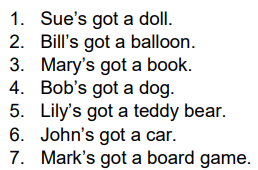 1. Sue’s got a doll.
2. Bill’s got a balloon.
3. Mary’s got a book.
4. Bob’s got a dog.
5. Lily’s got a teddy bear.
6. John’s got a car.
7. Mark’s got a board game.